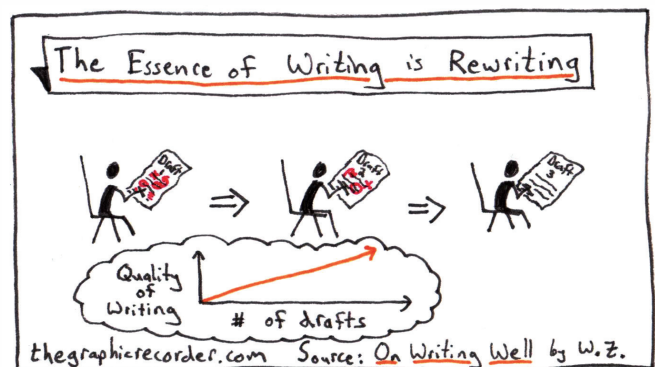 The Essence of Writing is Rewriting
Draft
Draft
2
Draft
3
Quality
of
Writing
# of drafts
thegraphicrecorder.com Source: On Writing Well by W.Z.